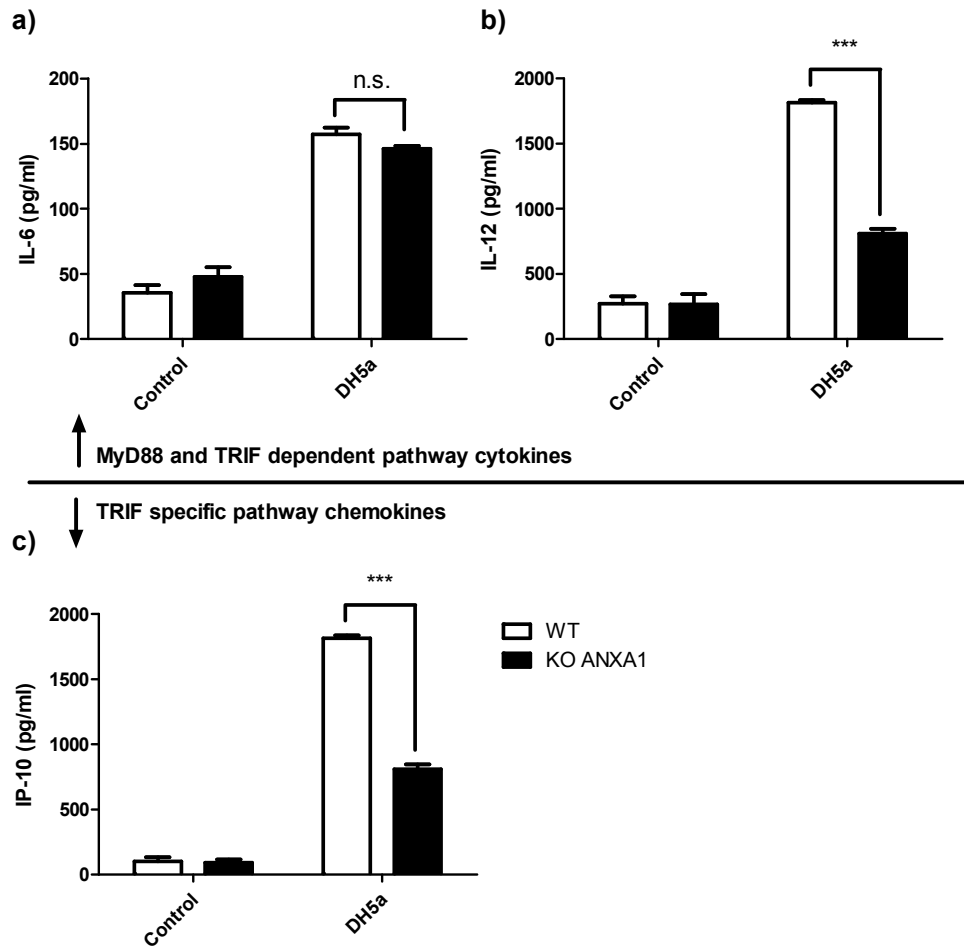 a)
n.s.
200
150
100
50
0
IL-6 (pg/ml)
Control
DH5a
b)
***
2000
1500
1000
500
0
IL-12 (pg/ml)
Control
DH5a
MyD88 and TRIF dependent pathway cytokines
TRIF specific pathway chemokines
c)
***
2000
1500
1000
500
0
IP-10 (pg/ml)
Control
DH5a
WT
KO ANXA1